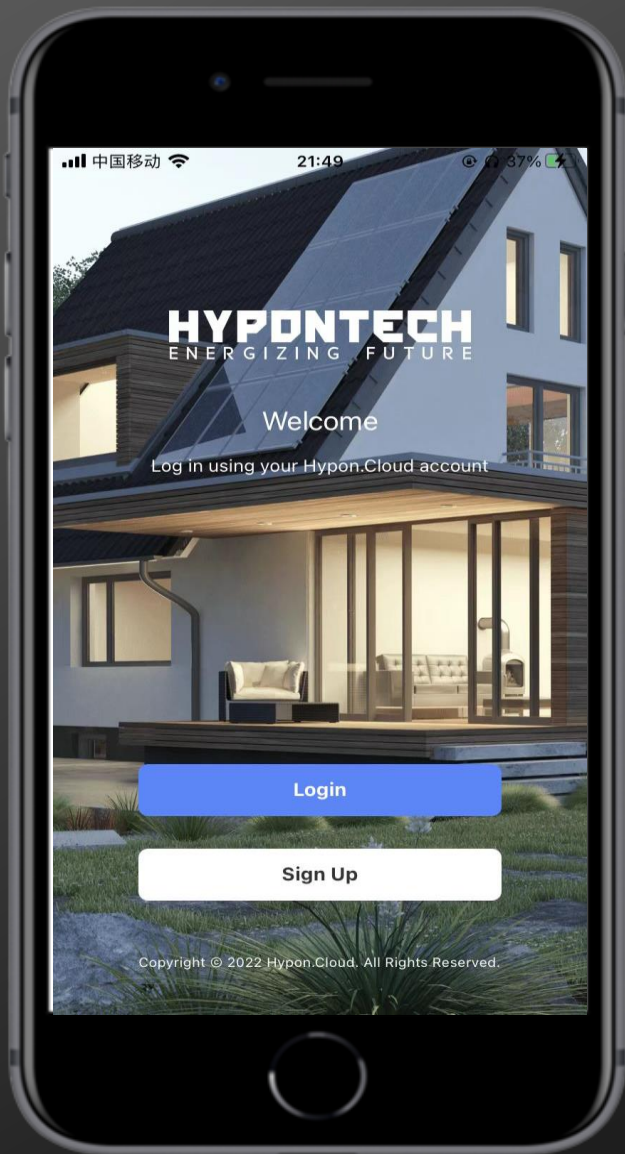 中国移动 21:49 37%
HYPONTECH
ENERGIZING FUTURE
Welcome
Log in using your Hypon.Cloud account
Login
Sign Up
Copyright © 2022 Hypon.Cloud. All Rights Reserved.